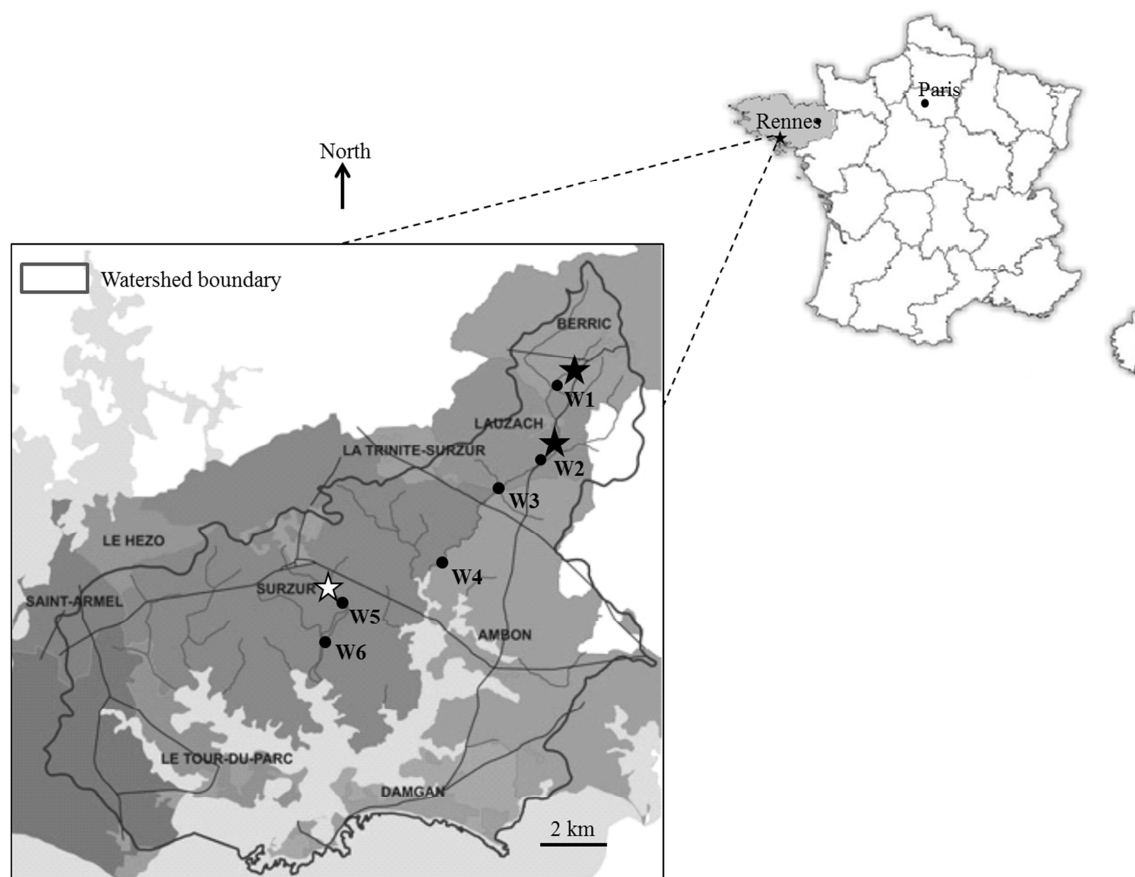 Paris
Rennes
North
Watershed boundary
BERRIC
W1
LAUZACH
W2
LA TRINITE-SURZUR
W3
LE HEZO
W4
SAINT-ARMEL
SURZUR
W5
AMBON
W6
LE TOUR-DU-PARC
DAMGAN
2 km